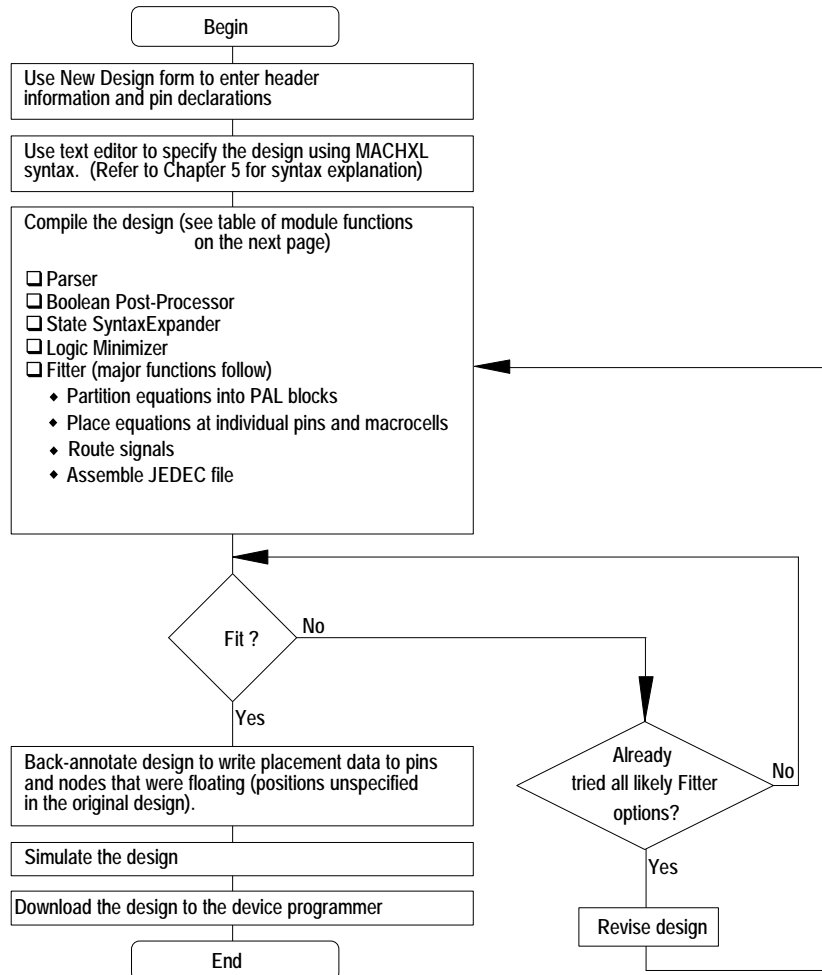 Begin
Use New Design form to enter header
information and pin declarations
Use text editor to specify the design using MACHXL
syntax. (Refer to Chapter 5 for syntax explanation)
Compile the design (see table of module functions
on the next page)
❏ Parser
❏ Boolean Post-Processor
❏ State SyntaxExpander
❏ Logic Minimizer
❏ Fitter (major functions follow)
◆ Partition equations into PAL blocks
◆ Place equations at individual pins and macrocells
◆ Route signals
◆ Assemble JEDEC file
Fit ?
No
Yes
Already
tried all likely Fitter
options?
No
Yes
Revise design
Back-annotate design to write placement data to pins
and nodes that were floating (positions unspecified
in the original design).
Simulate the design
Download the design to the device programmer
End